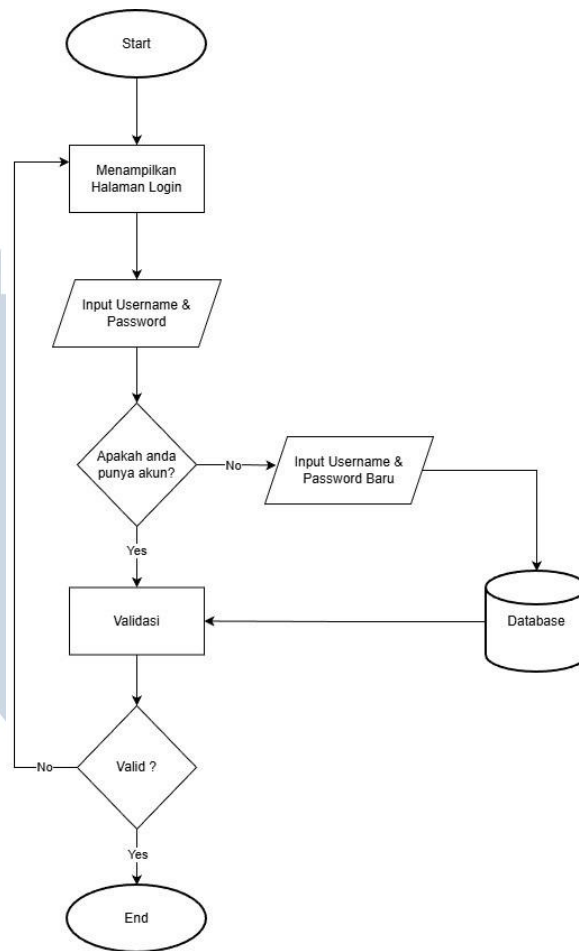 Start
Menampilkan
Halaman Login
Input Username &
Password
Apakah anda
punya akun?
No
Input Username &
Password Baru
Yes
Validasi
Database
Valid ?
No
Yes
End